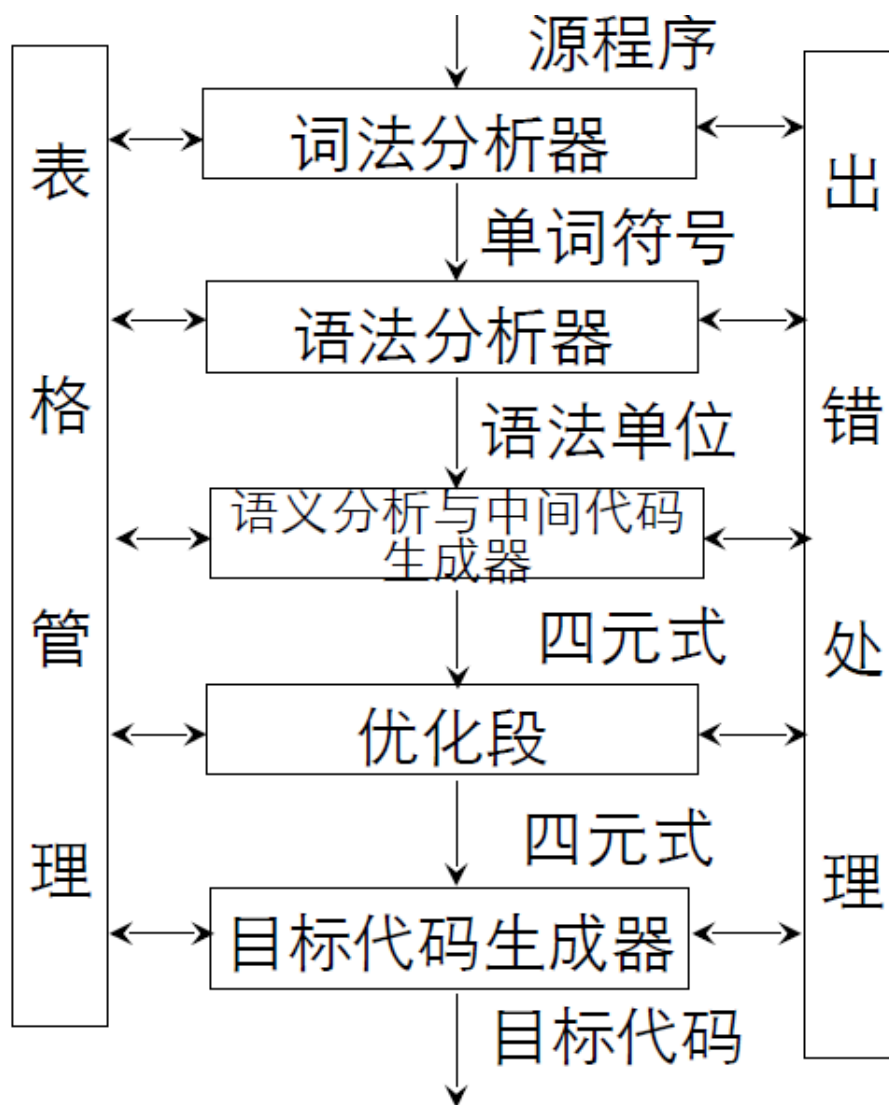 源程序
词法分析器
单词符号
语法分析器
语法单位
语义分析与中间代码
生成器
四元式
优化段
四元式
目标代码生成器
目标代码
表格管理
出错处理